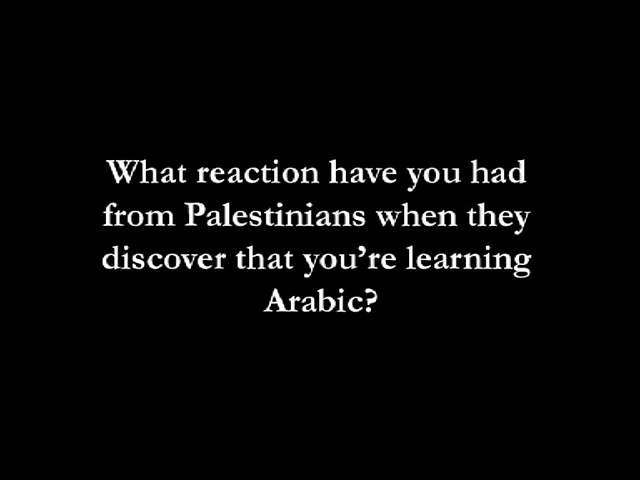 What reaction have you had
from Palestinians when they
discover that you’re learning
Arabic?